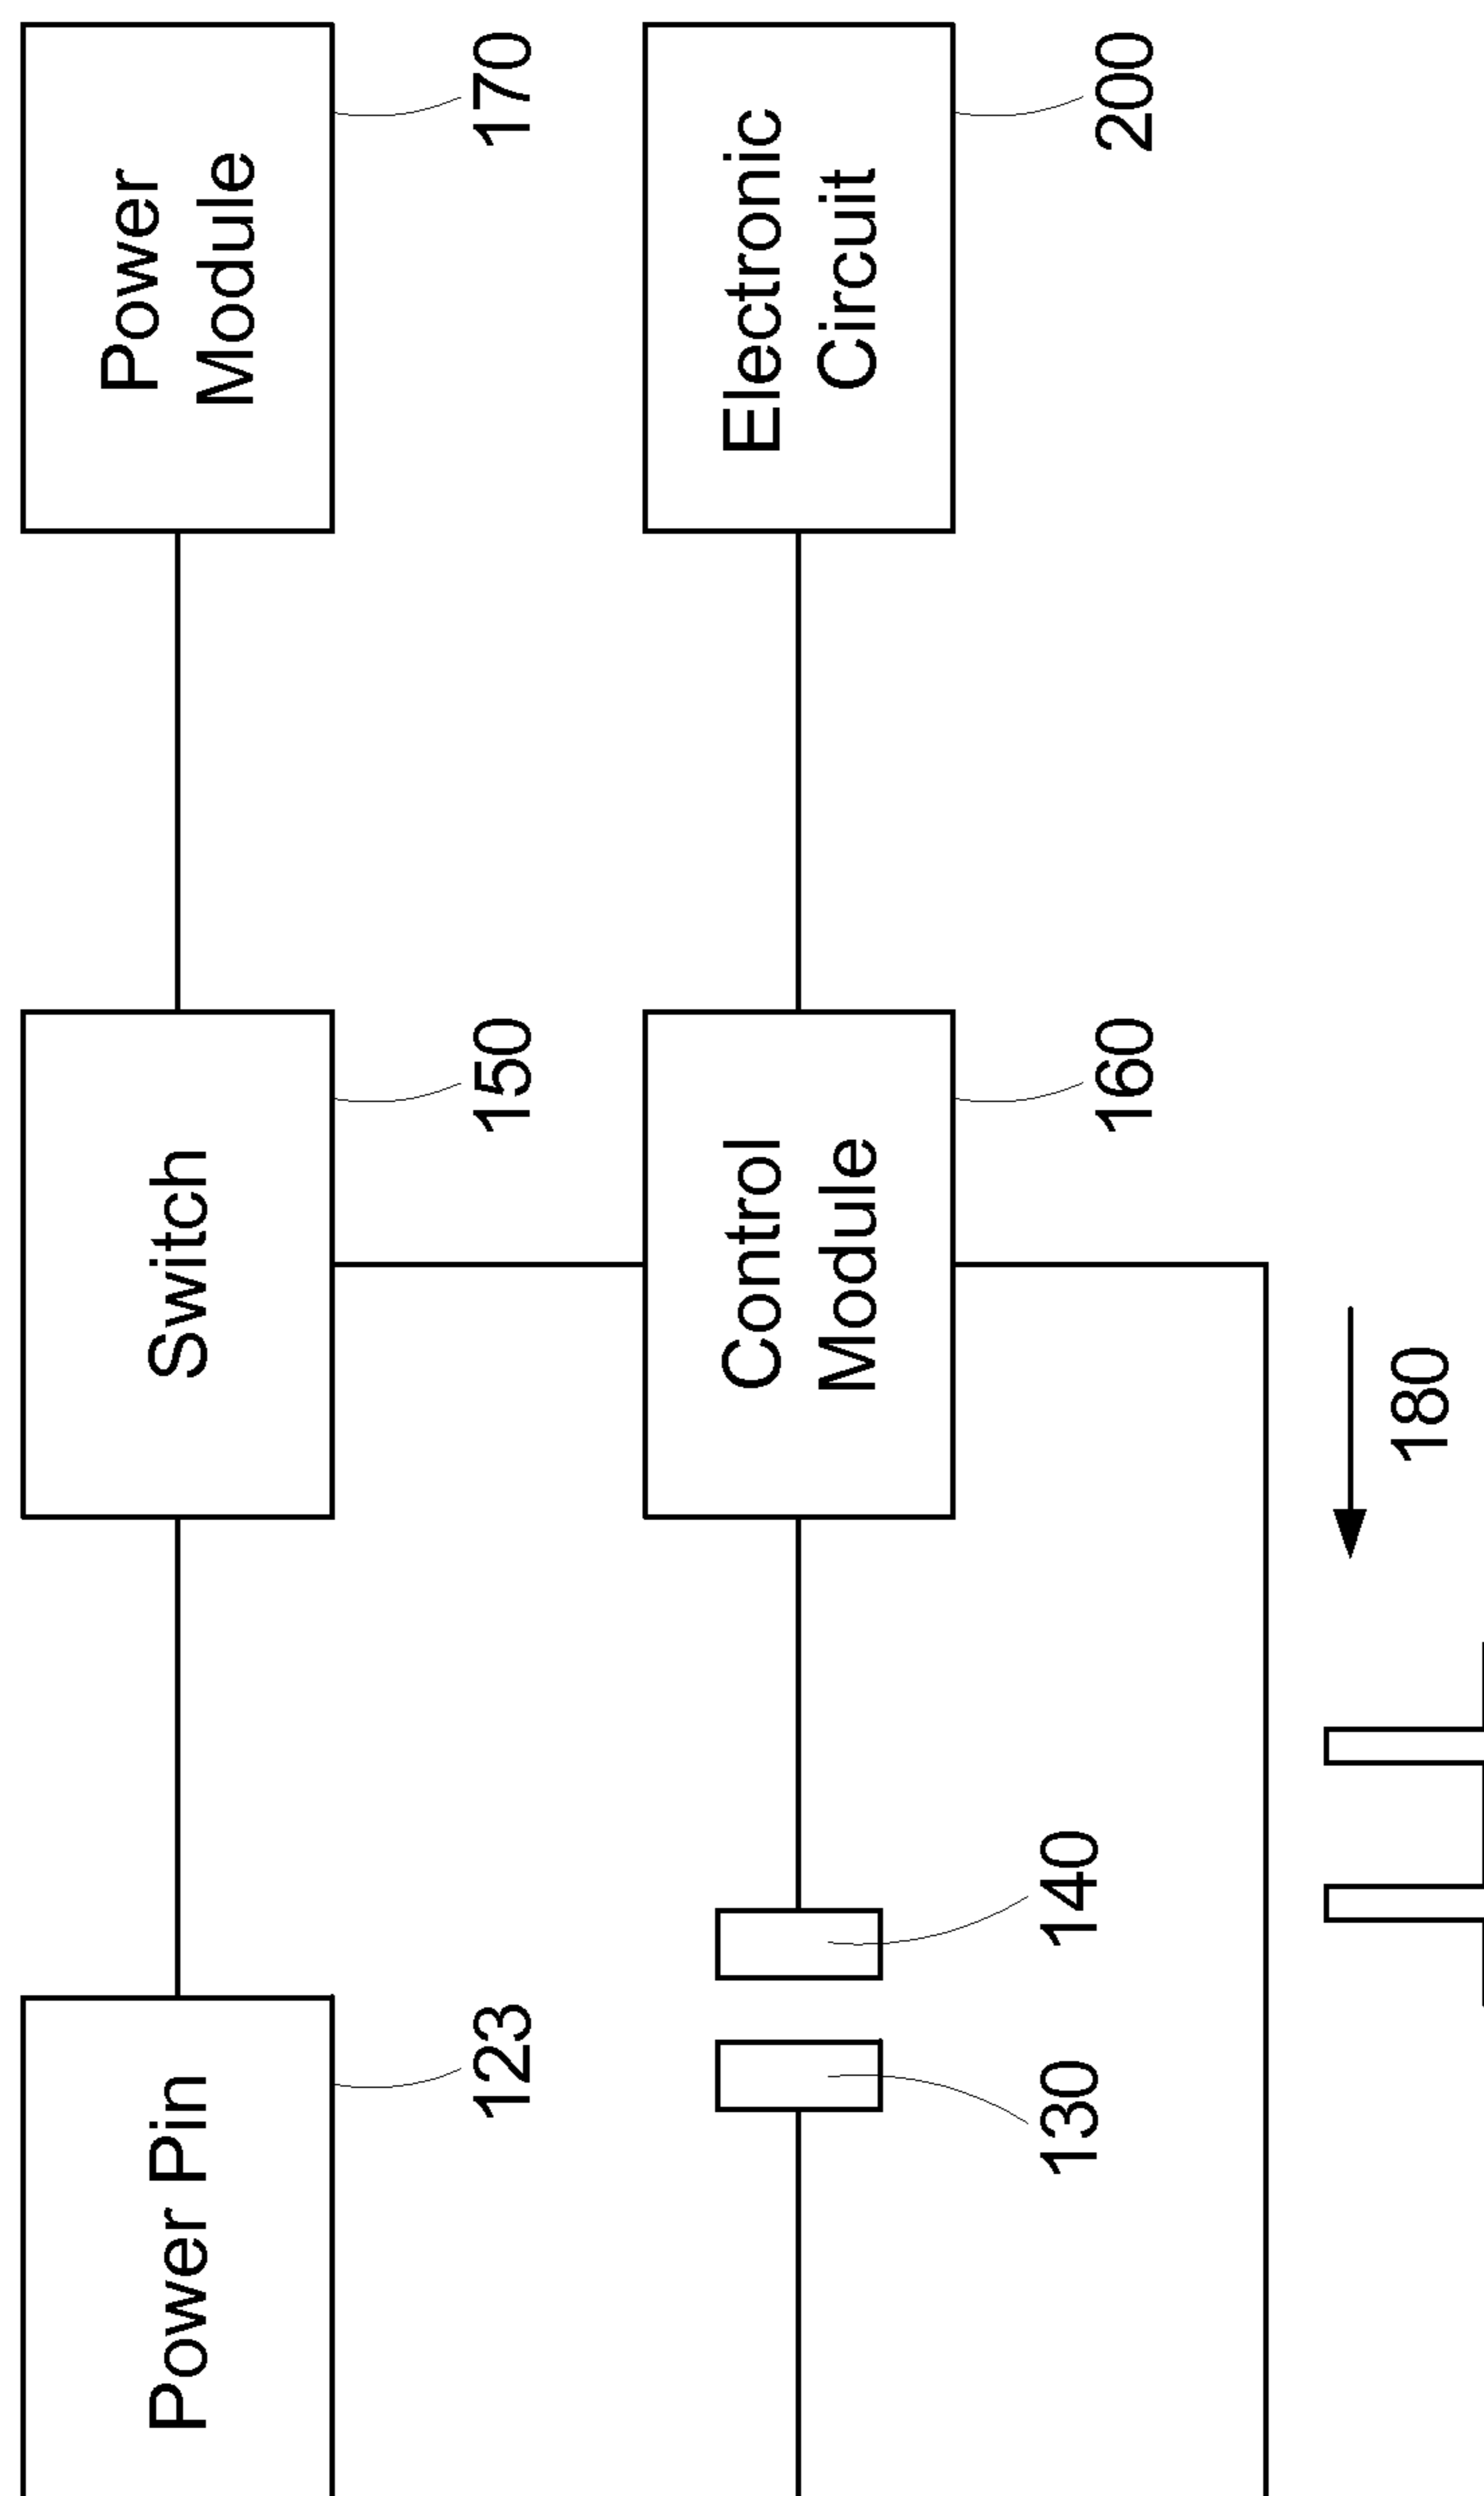 Power Pin
123
Switch
150
Power
Module
170
130
140
Control
Module
160
Electronic
Circuit
200
180